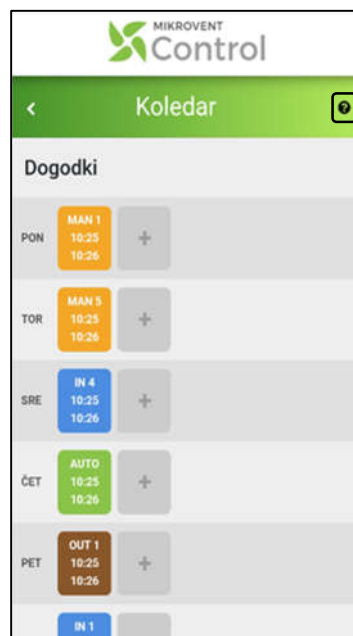 MIKROVENT
Control
Koledar
Dogodki
PON
MAN 1
10:25
10:26
+
TOR
MAN 5
10:25
10:26
+
SRE
IN 4
10:25
10:26
+
ČET
AUTO
10:25
10:26
+
PET
OUT 1
10:25
10:26
+
IN 1